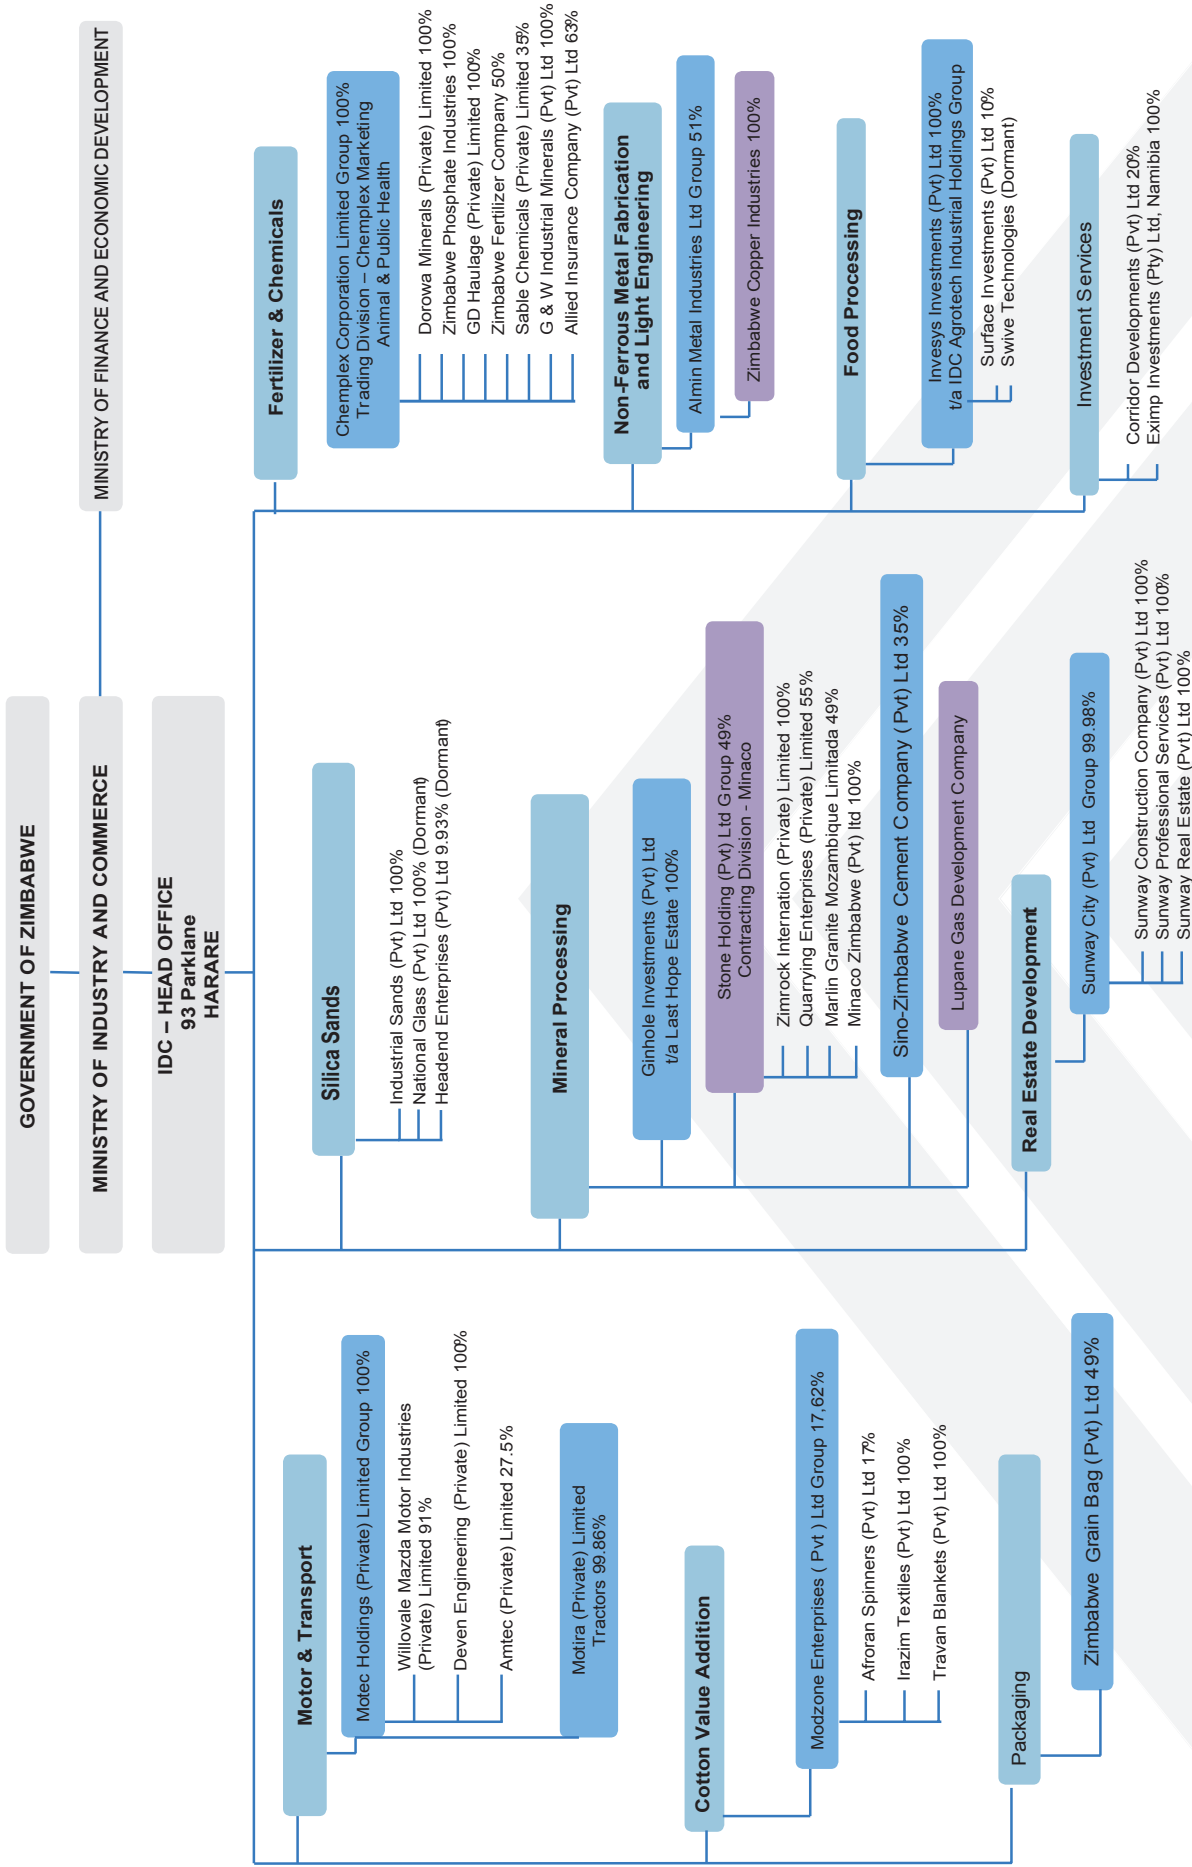 GOVERNMENT OF ZIMBABWE
MINISTRY OF INDUSTRY AND COMMERCE
MINISTRY OF FINANCE AND ECONOMIC DEVELOPMENT
IDC – HEAD OFFICE
93 Parklane
HARARE
Motor & Transport
Motec Holdings (Private) Limited Group 100%
Willovale Mazda Motor Industries
(Private) Limited 91%
Deven Engineering (Private) Limited 100%
Amtec (Private) Limited 27.5%
Motira (Private) Limited
Tractors 99.86%
Cotton Value Addition
Modzone Enterprises ( Pvt ) Ltd Group 17,62%
Afroran Spinners (Pvt) Ltd 17%
Irazim Textiles (Pvt) Ltd 100%
Travan Blankets (Pvt) Ltd 100%
Packaging
Zimbabwe Grain Bag (Pvt) Ltd 49%
Silica Sands
Industrial Sands (Pvt) Ltd 100%
National Glass (Pvt) Ltd 100% (Dormant)
Headend Enterprises (Pvt) Ltd 9.93% (Dormant)
Mineral Processing
Ginhole Investments (Pvt) Ltd
t/a Last Hope Estate 100%
Stone Holding (Pvt) Ltd Group 49%
Contracting Division - Minaco
Zimrock Internation (Private) Limited 100%
Quarrying Enterprises (Private) Limited 55%
Marlin Granite Mozambique Limitada 49%
Minaco Zimbabwe (Pvt) ltd 100%
Sino-Zimbabwe Cement Company (Pvt) Ltd 35%
Lupane Gas Development Company
Real Estate Development
Sunway City (Pvt) Ltd Group 99.98%
Sunway Construction Company (Pvt) Ltd 100%
Sunway Professional Services (Pvt) Ltd 100%
Sunway Real Estate (Pvt) Ltd 100%
Fertilizer & Chemicals
Chemplex Corporation Limited Group 100%
Trading Division – Chemplex Marketing
Animal & Public Health
Dorowa Minerals (Private) Limited 100%
Zimbabwe Phosphate Industries 100%
GD Haulage (Private) Limited 100%
Zimbabwe Fertilizer Company 50%
Sable Chemicals (Private) Limited 35%
G & W Industrial Minerals (Pvt) Ltd 100%
Allied Insurance Company (Pvt) Ltd 63%
Non-Ferrous Metal Fabrication
and Light Engineering
Almin Metal Industries Ltd Group 51%
Zimbabwe Copper Industries 100%
Food Processing
Invesys Investments (Pvt) Ltd 100%
t/a IDC Agrotech Industrial Holdings Group
Surface Investments (Pvt) Ltd 10%
Swive Technologies (Dormant)
Investment Services
Corridor Developments (Pvt) Ltd 20%
Eximp Investments (Pty) Ltd, Namibia 100%